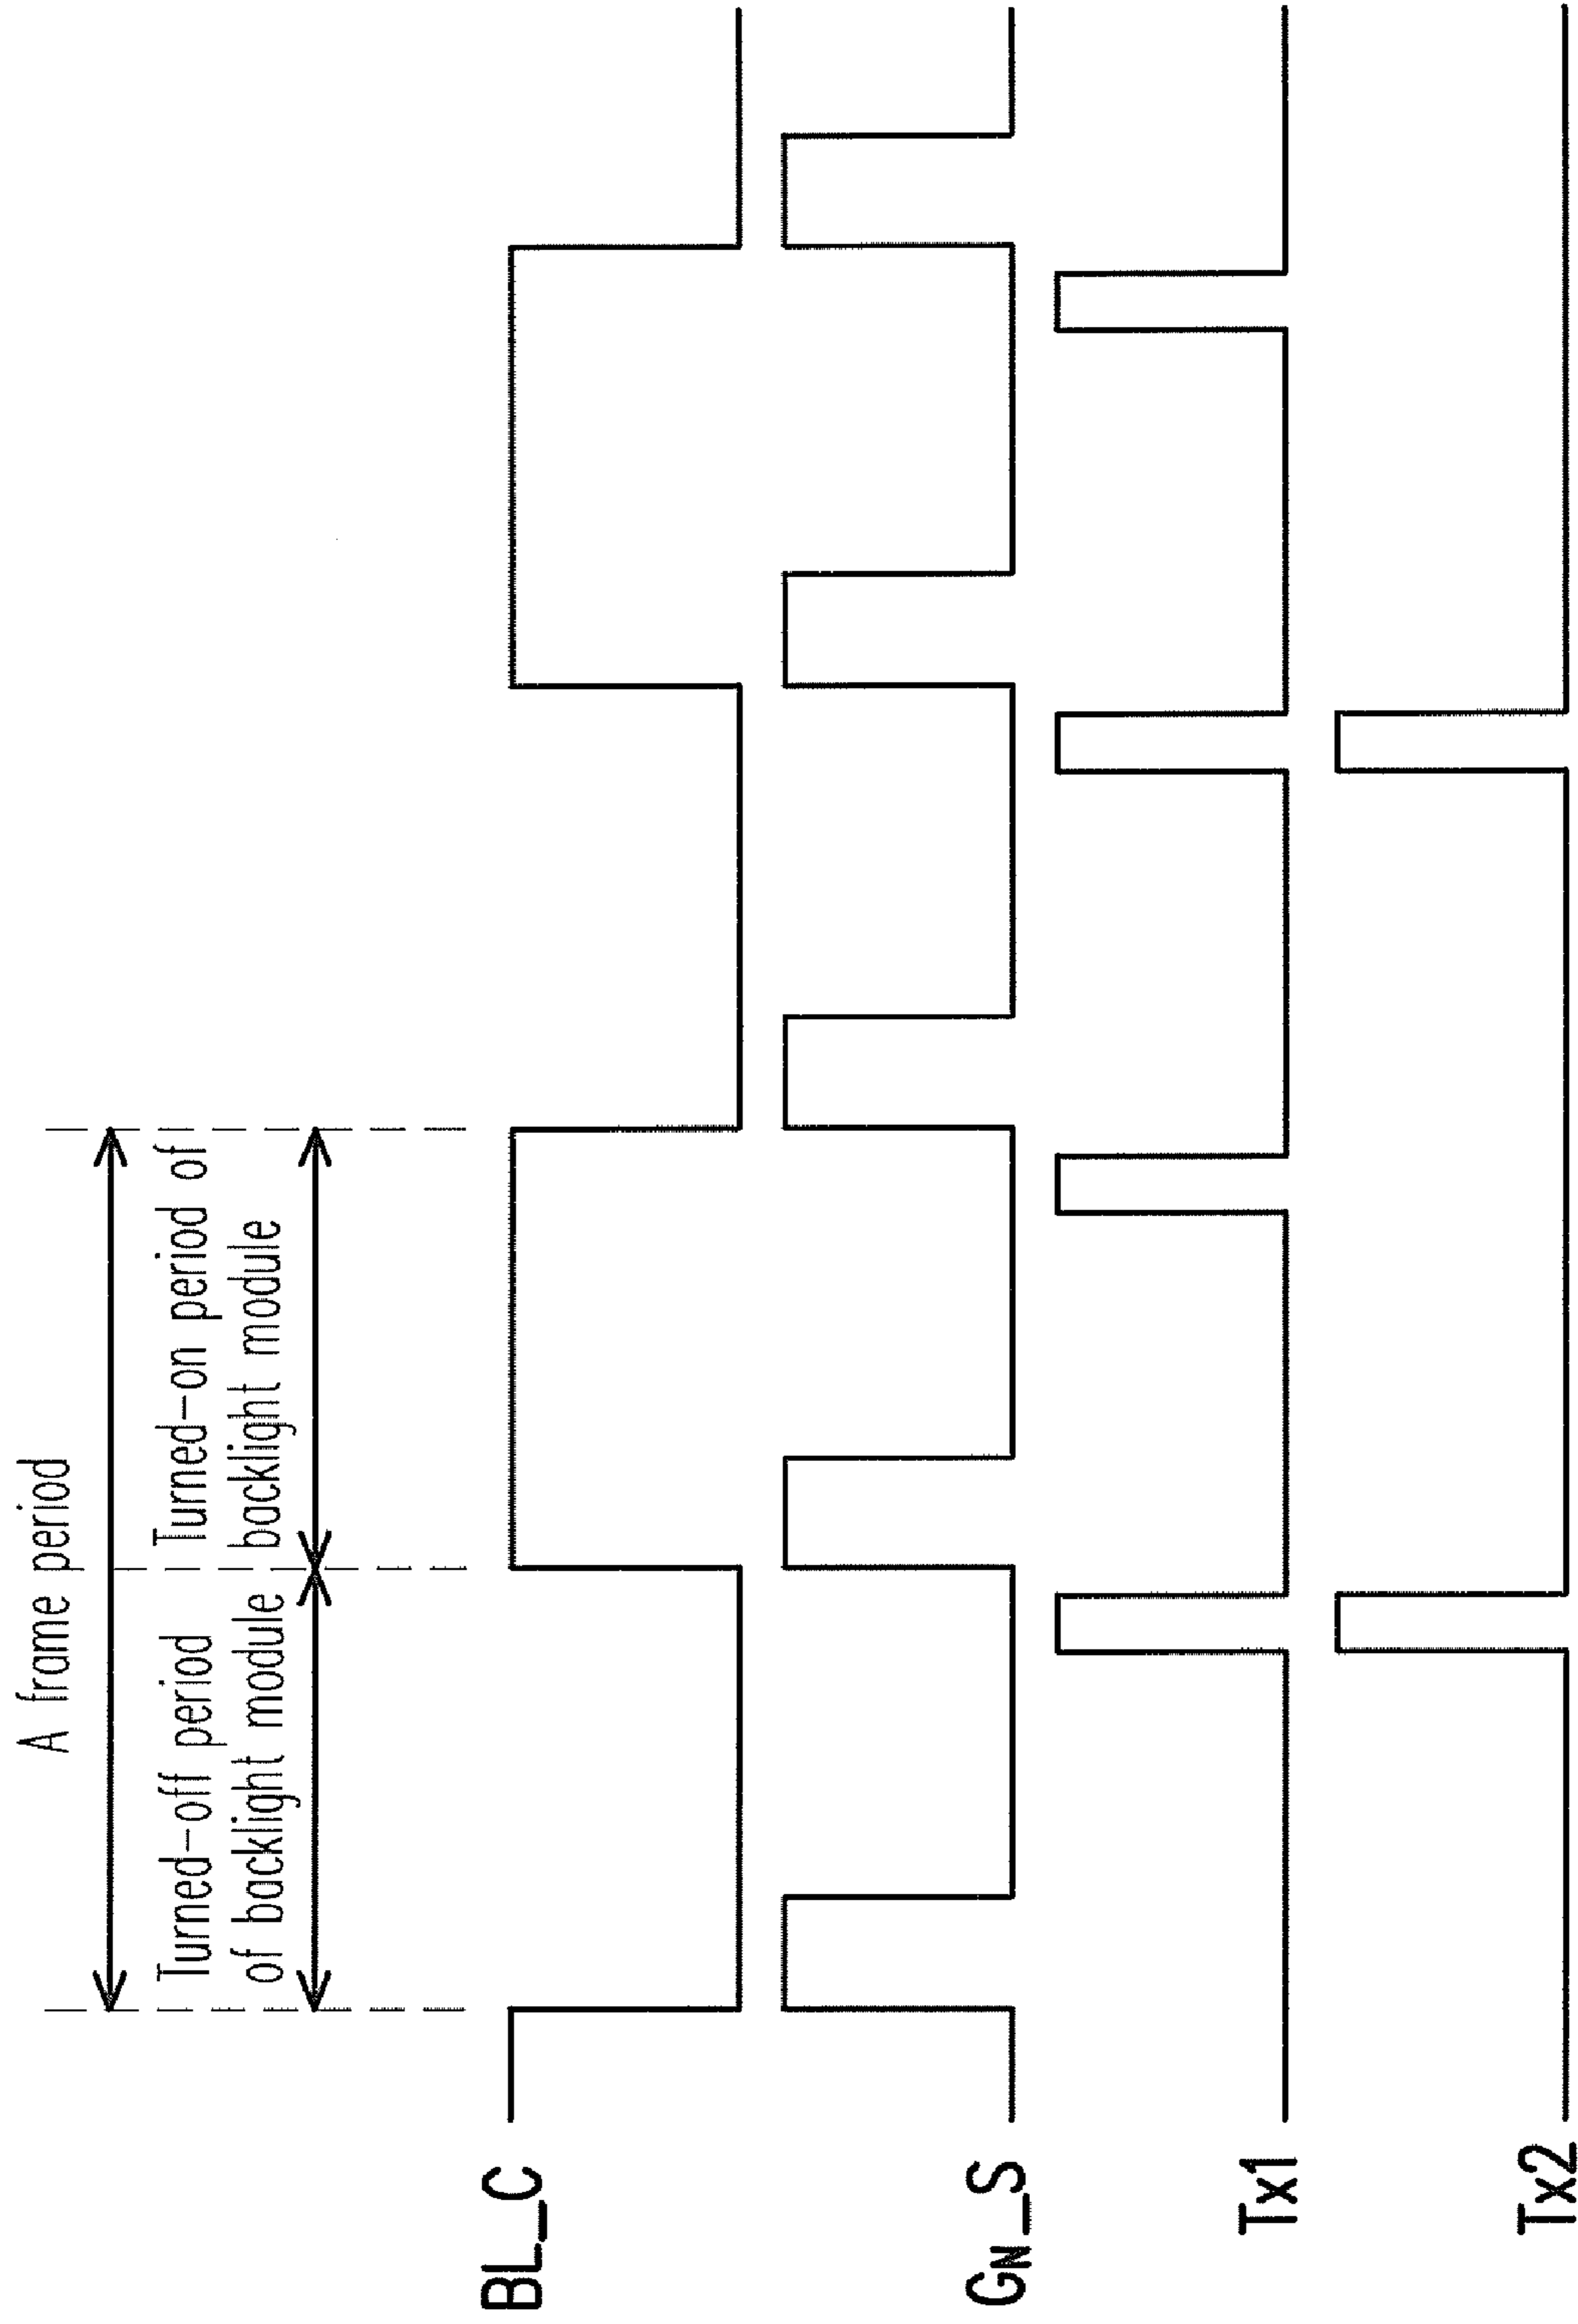 A frame period
Turned-off period
of backlight module
Turned-on period of
backlight module
BL_C
GN_S
Tx1
Tx2